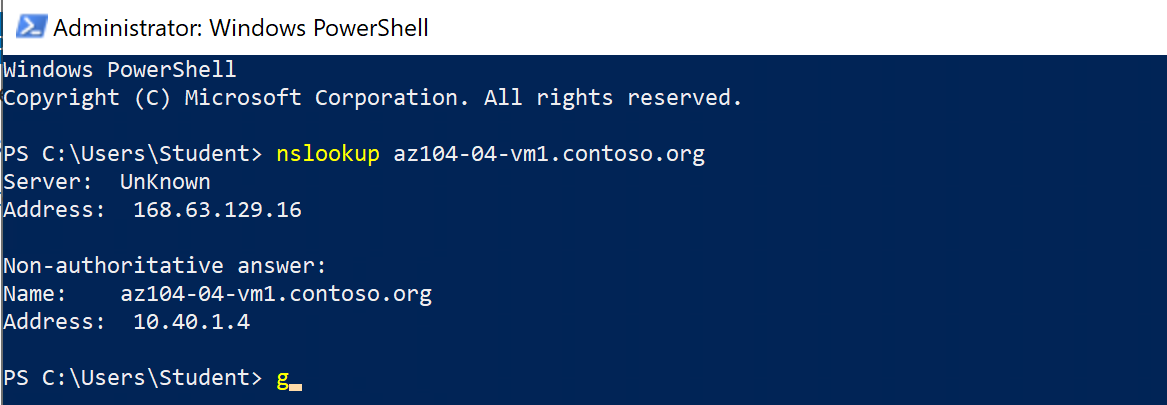 Administrator: Windows PowerShell
Windows PowerShell
Copyright (C) Microsoft Corporation. All rights reserved.
PS C:\Users\Student> nslookup az104-04-vm1.contoso.org
Server:  UnKnown
Address:  168.63.129.16
Non-authoritative answer:
Name:    az104-04-vm1.contoso.org
Address:  10.40.1.4
PS C:\Users\Student> g